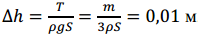 Δh = T/ρgS = m/3ρS = 0,01 м